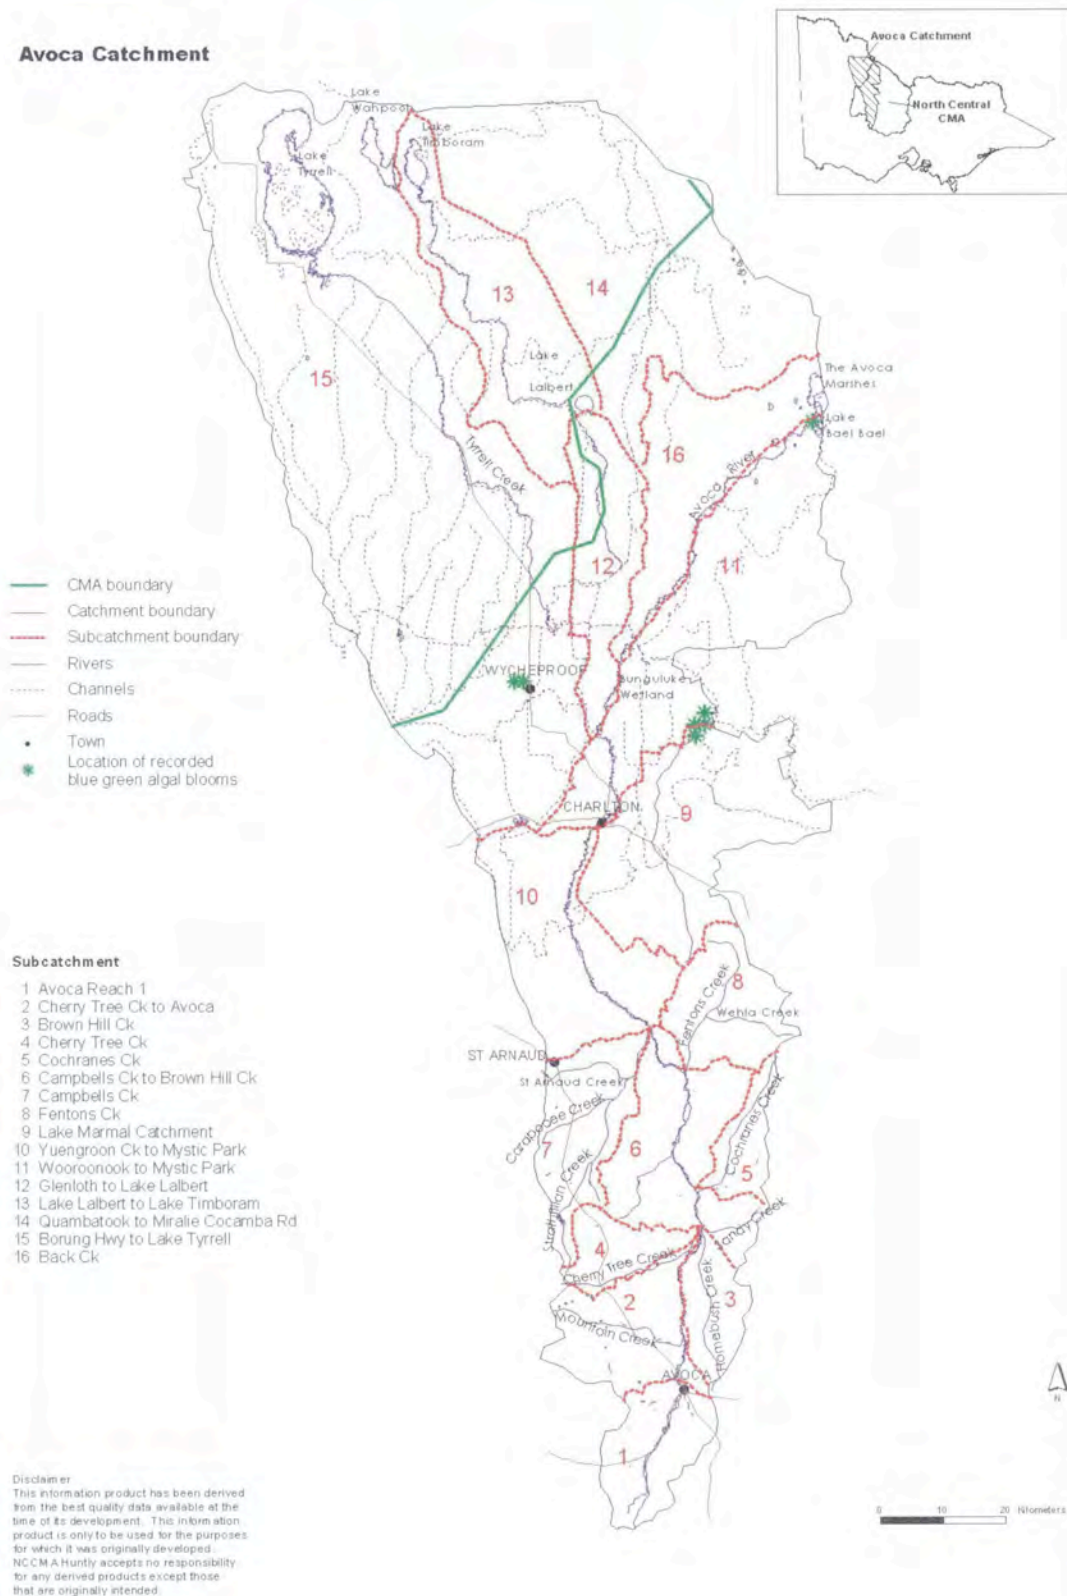 Avoca Catchment
Avoca Catchment
North Central
CMA
Lake
Wahpool
Lake
Timboram
Lake
Tyrrell
13
14
15
Lake
Lalbert
The Avoca
Marshes
Lake
Bael Bael
16
Tyrrell Creek
Avoca River
12
11
CMA boundary
Catchment boundary
Subcatchment boundary
Rivers
Channels
Roads
Town
Location of recorded
blue green algal blooms
WYCHEPROOF
Bunguluke
Wetland
CHARLTON
9
10
8
Fentons Creek
Wehla Creek
ST ARNAUD
St Arnaud Creek
Carapooee Creek
Cochranes Creek
7
6
5
Strathfillan Creek
Sandy Creek
4
Cherry Tree Creek
2
3
Homebush Creek
Mountain Creek
AVOCA
1
Subcatchment
1 Avoca Reach 1
2 Cherry Tree Ck to Avoca
3 Brown Hill Ck
4 Cherry Tree Ck
5 Cochranes Ck
6 Campbells Ck to Brown Hill Ck
7 Campbells Ck
8 Fentons Ck
9 Lake Marmal Catchment
10 Yuengroon Ck to Mystic Park
11 Wooroonook to Mystic Park
12 Glenloth to Lake Lalbert
13 Lake Lalbert to Lake Timboram
14 Quambatook to Miralie Cocamba Rd
15 Borung Hwy to Lake Tyrrell
16 Back Ck
N
0 10 20 Kilometers
Disclaimer
This information product has been derived
from the best quality data available at the
time of its development. This information
product is only to be used for the purposes
for which it was originally developed.
NCCMA Huntly accepts no responsibility
for any derived products except those
that are originally intended.